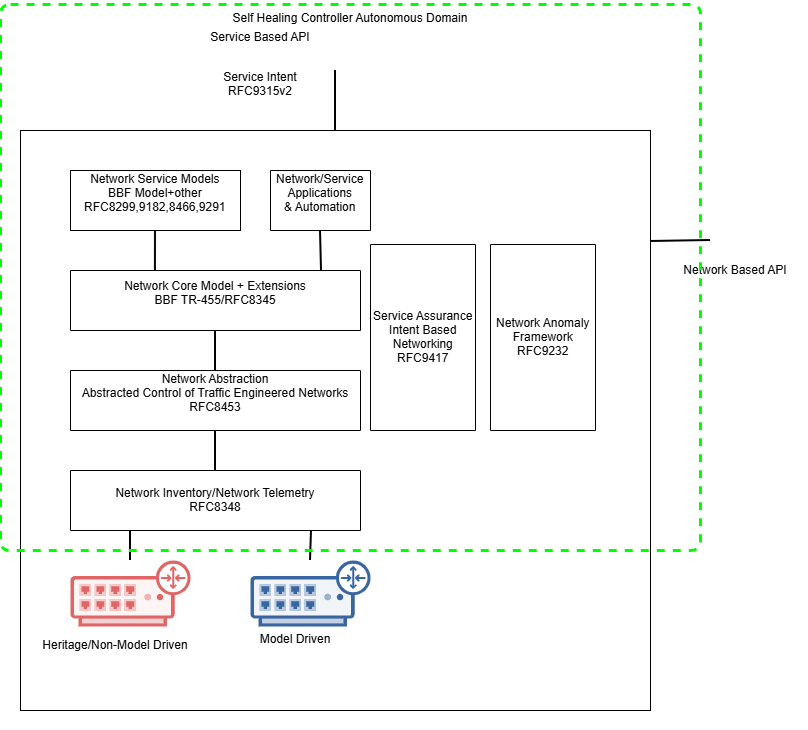 Self Healing Controller Autonomous Domain
Service Based API
Service Intent
RFC9315v2
Network Service Models
BBF Model+other
RFC8299,9182,8466,9291
Network/Service
Applications
& Automation
Network Based API
Network Core Model + Extensions
BBF TR-455/RFC8345
Service Assurance
Intent Based
Networking
RFC9417
Network Anomaly
Framework
RFC9232
Network Abstraction
Abstracted Control of Traffic Engineered Networks
RFC8453
Network Inventory/Network Telemetry
RFC8348
Heritage/Non-Model Driven
Model Driven